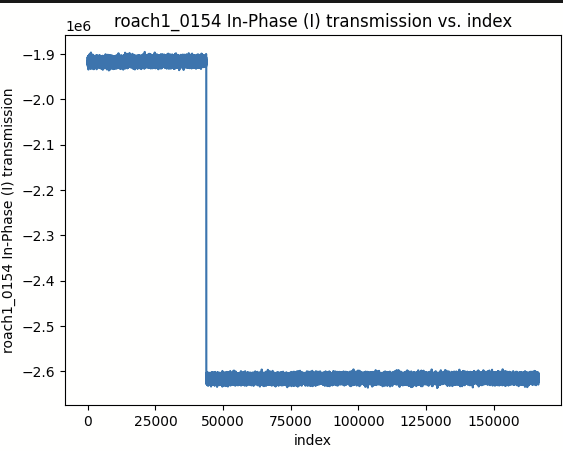 roach1_0154 In-Phase (I) transmission vs. index
1e6
−1.9
−2.0
−2.1
−2.2
−2.3
−2.4
−2.5
−2.6
roach1_0154 In-Phase (I) transmission
0 25000 50000 75000 100000 125000 150000
index